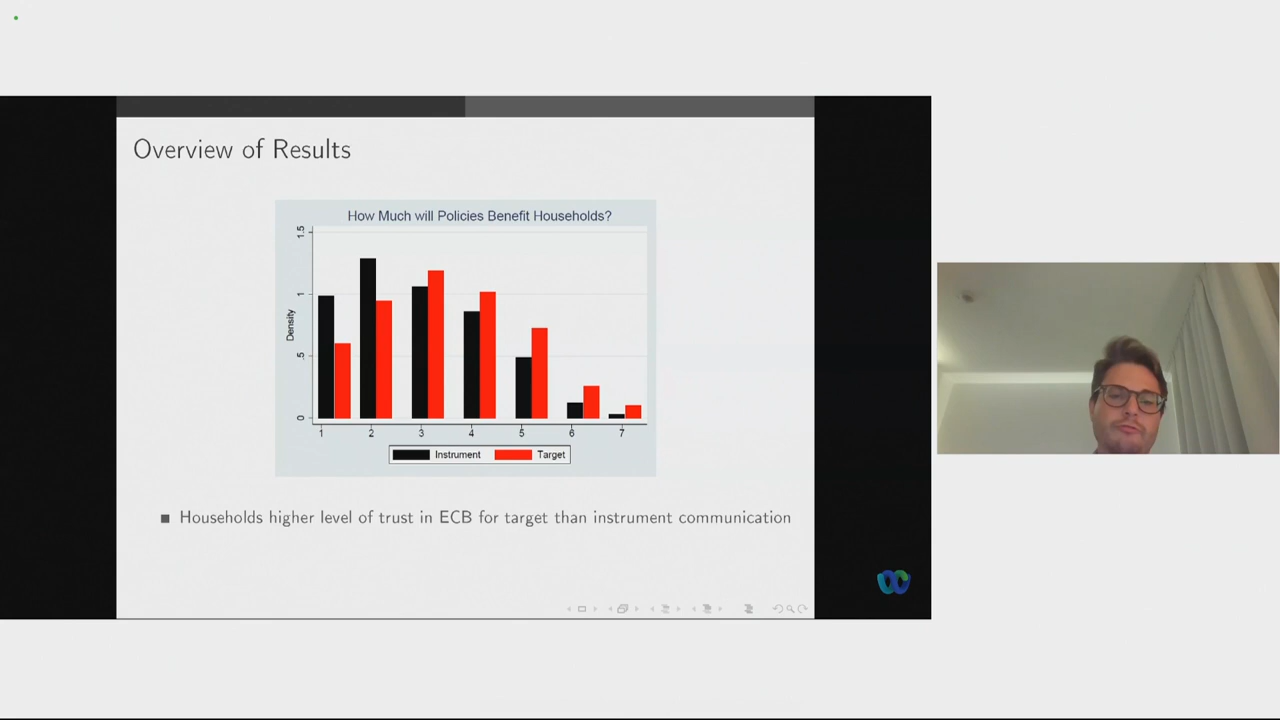 Overview of Results
How Much will Policies Benefit Households?
Density
1.5
1
.5
0
1 2 3 4 5 6 7
Instrument Target
Households higher level of trust in ECB for target than instrument communication